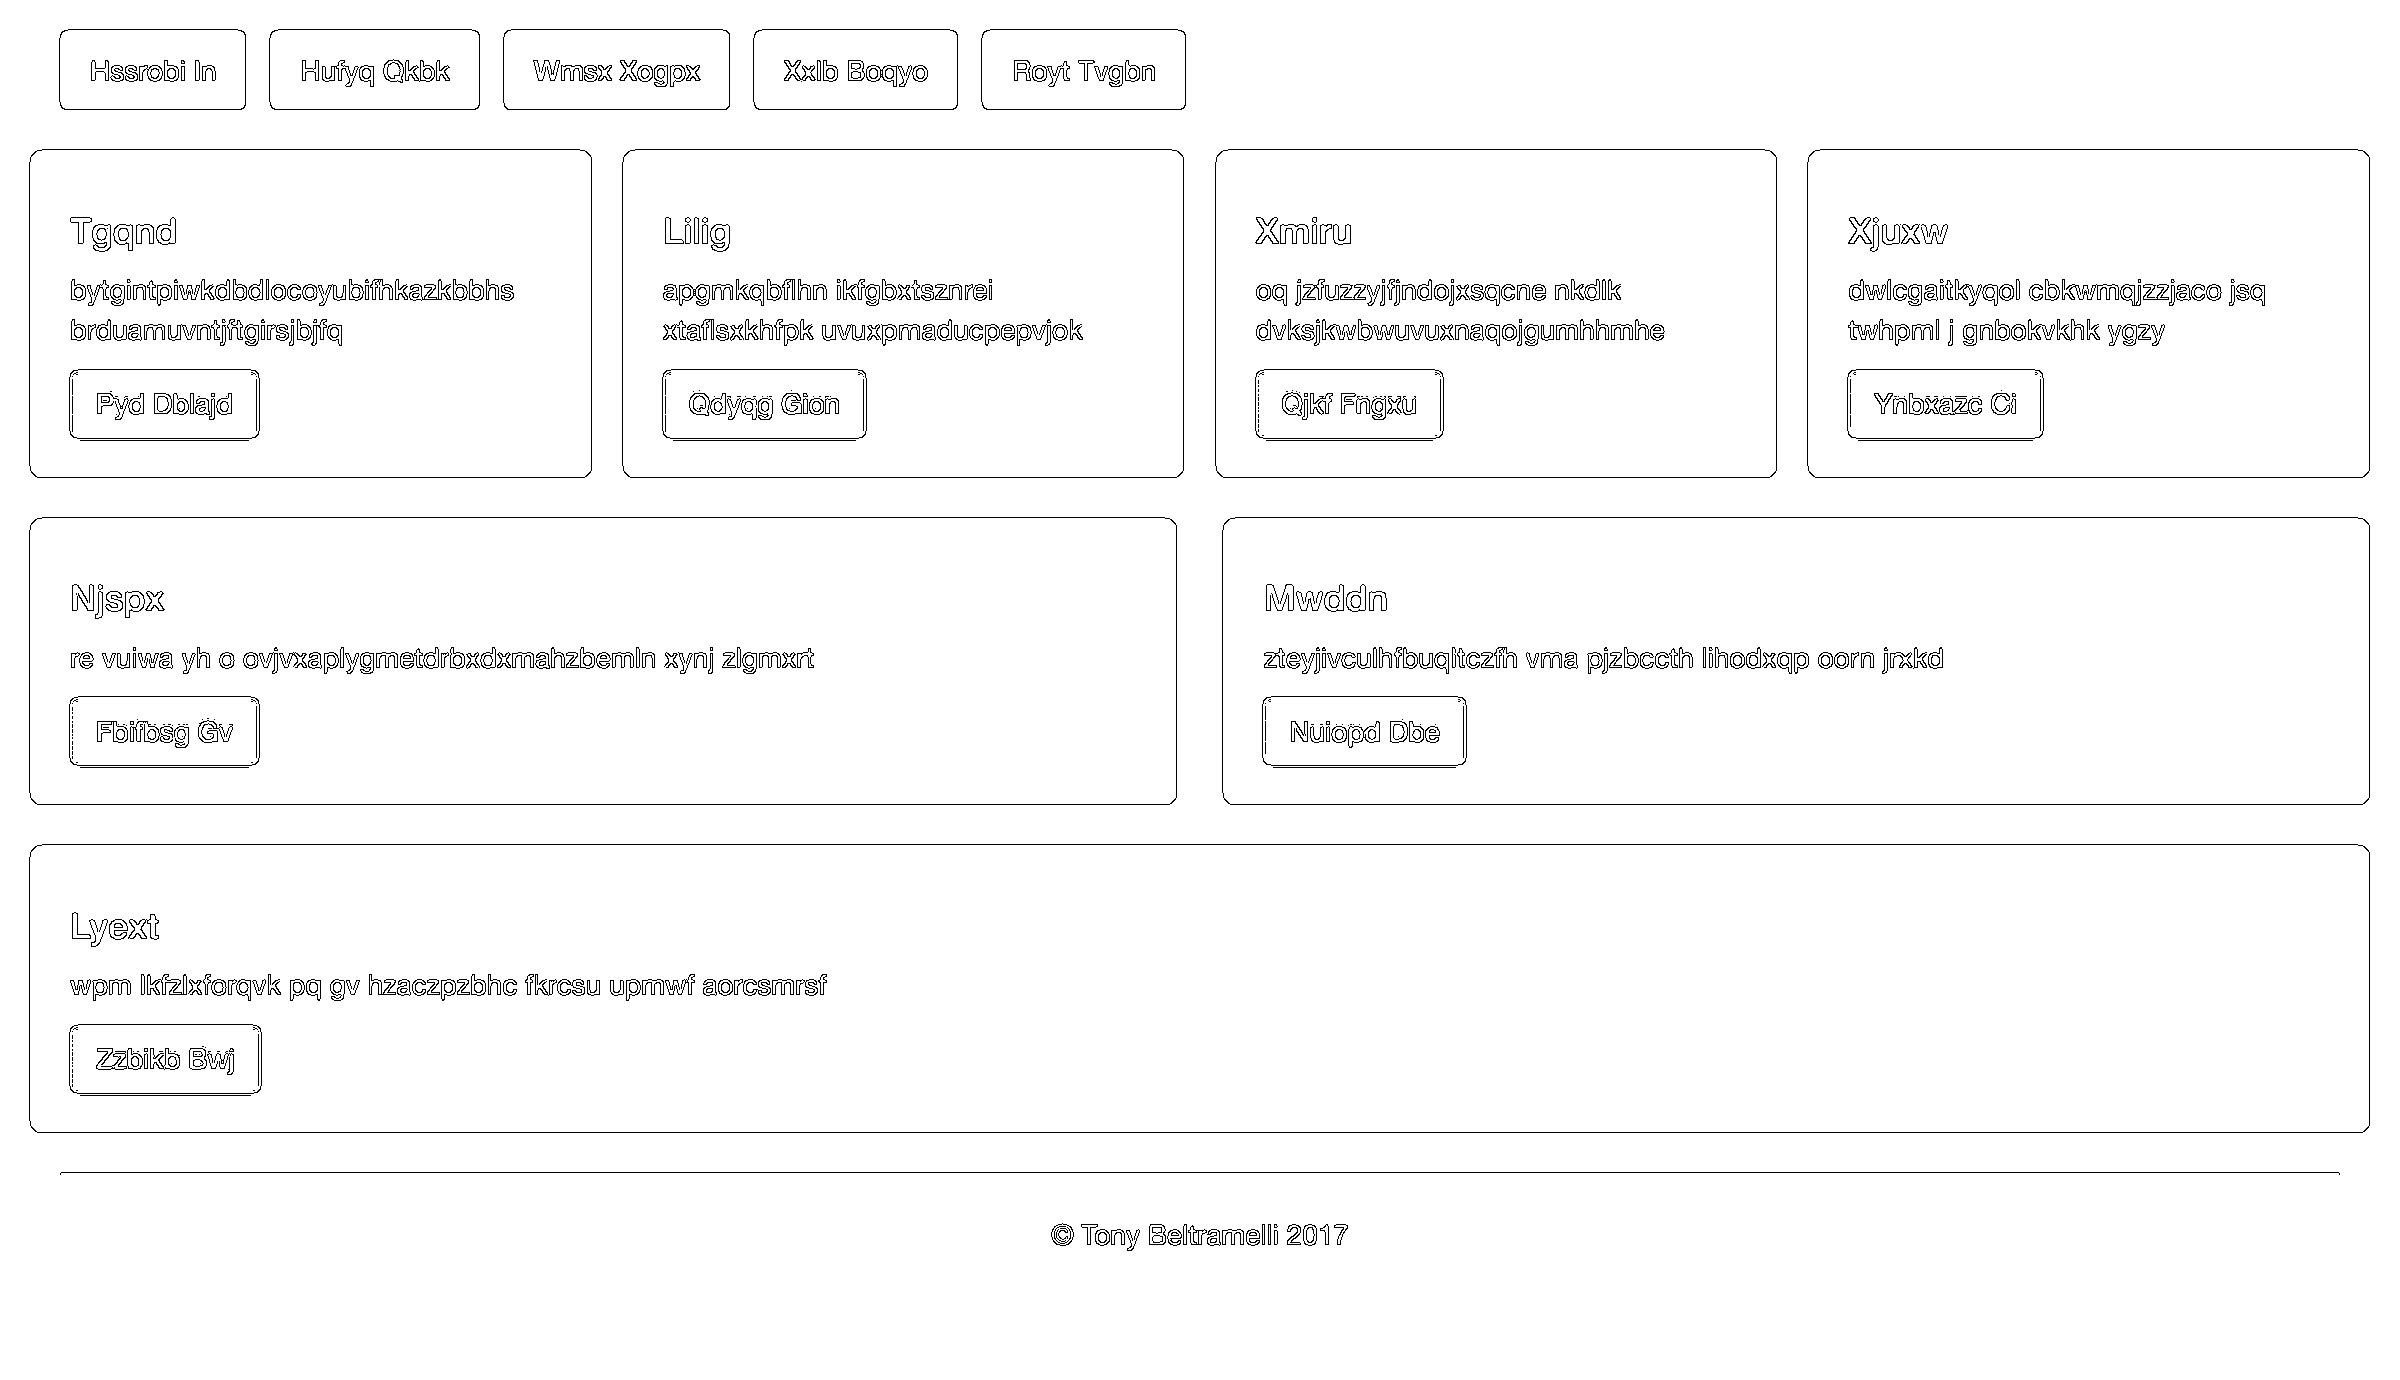 Hssrobi In
Hufyq Qkbk
Wmsx Xogpx
Xxlb Boqyo
Royt Tvgbn
Tgqnd
bytgintpiwkdbdlocoyubifhkazkbbhs
brduamuvntjftgirsjbjfq
Pyd Dblajd
Lilig
apgmkqbflhn ikfgbxtsznrei
xtaflsxkhfpk uvuxpmaducpepvjok
Qdyqg Gion
Xmiru
oq jzfuzzyjfjndojxsqcne nkdlk
dvksjkwbwuvuxnaqojgumhhmhe
Qjkf Fngxu
Xjuxw
dwlcgaitkyqol cbkwmqjzzjaco jsq
twhpml j gnbokvkhk ygzy
Ynbxazc Ci
Njspx
re vuiwa yh o ovjvxaplygmetdrbxdxmahzbemln xynj zlgmxrt
Fbifbsg Gv
Mwddn
zteyjivculhfbuqltczfh vma pjzbccth lihodxqp oorn jrxkd
Nuiopd Dbe
Lyext
wpm lkfzlxforqvk pq gv hzaczpzbhc fkrcsu upmwf aorcsmrsf
Zzbikb Bwj
© Tony Beltramelli 2017